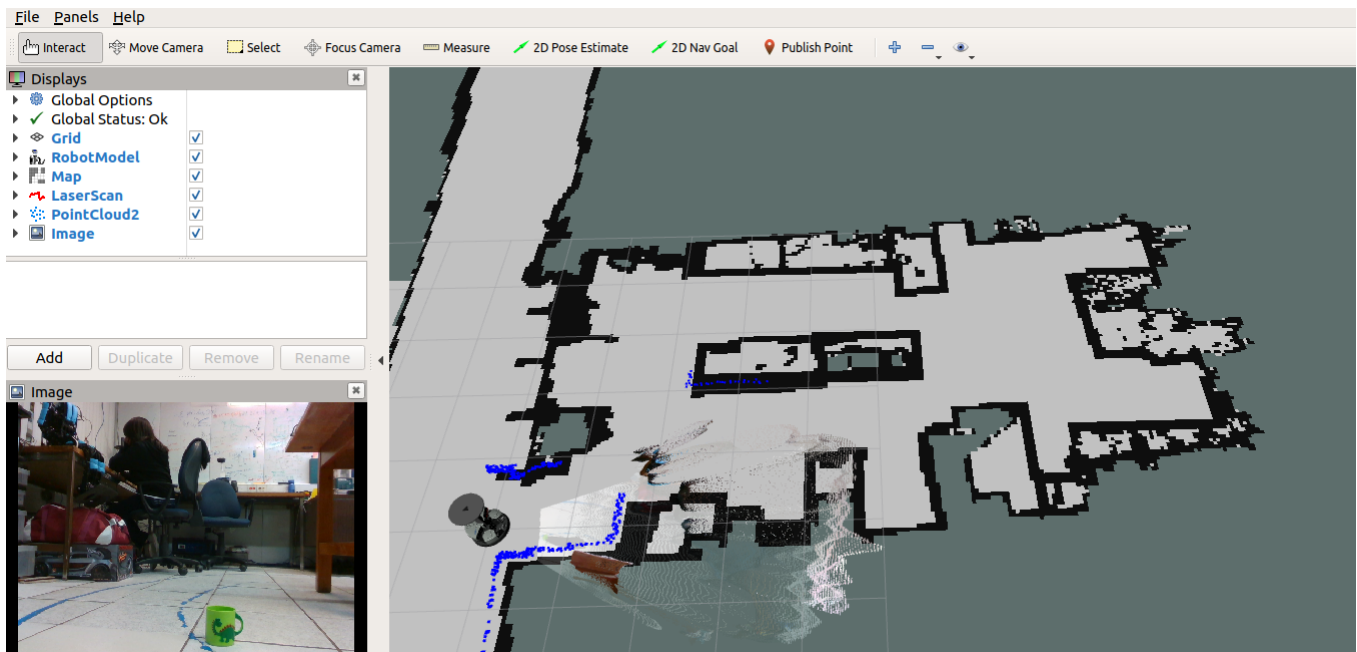 File Panels Help
Interact Move Camera Select Focus Camera Measure 2D Pose Estimate 2D Nav Goal Publish Point
Displays
Global Options
Global Status: Ok
Grid
RobotModel
Map
LaserScan
PointCloud2
Image
Add Duplicate Remove Rename
Image